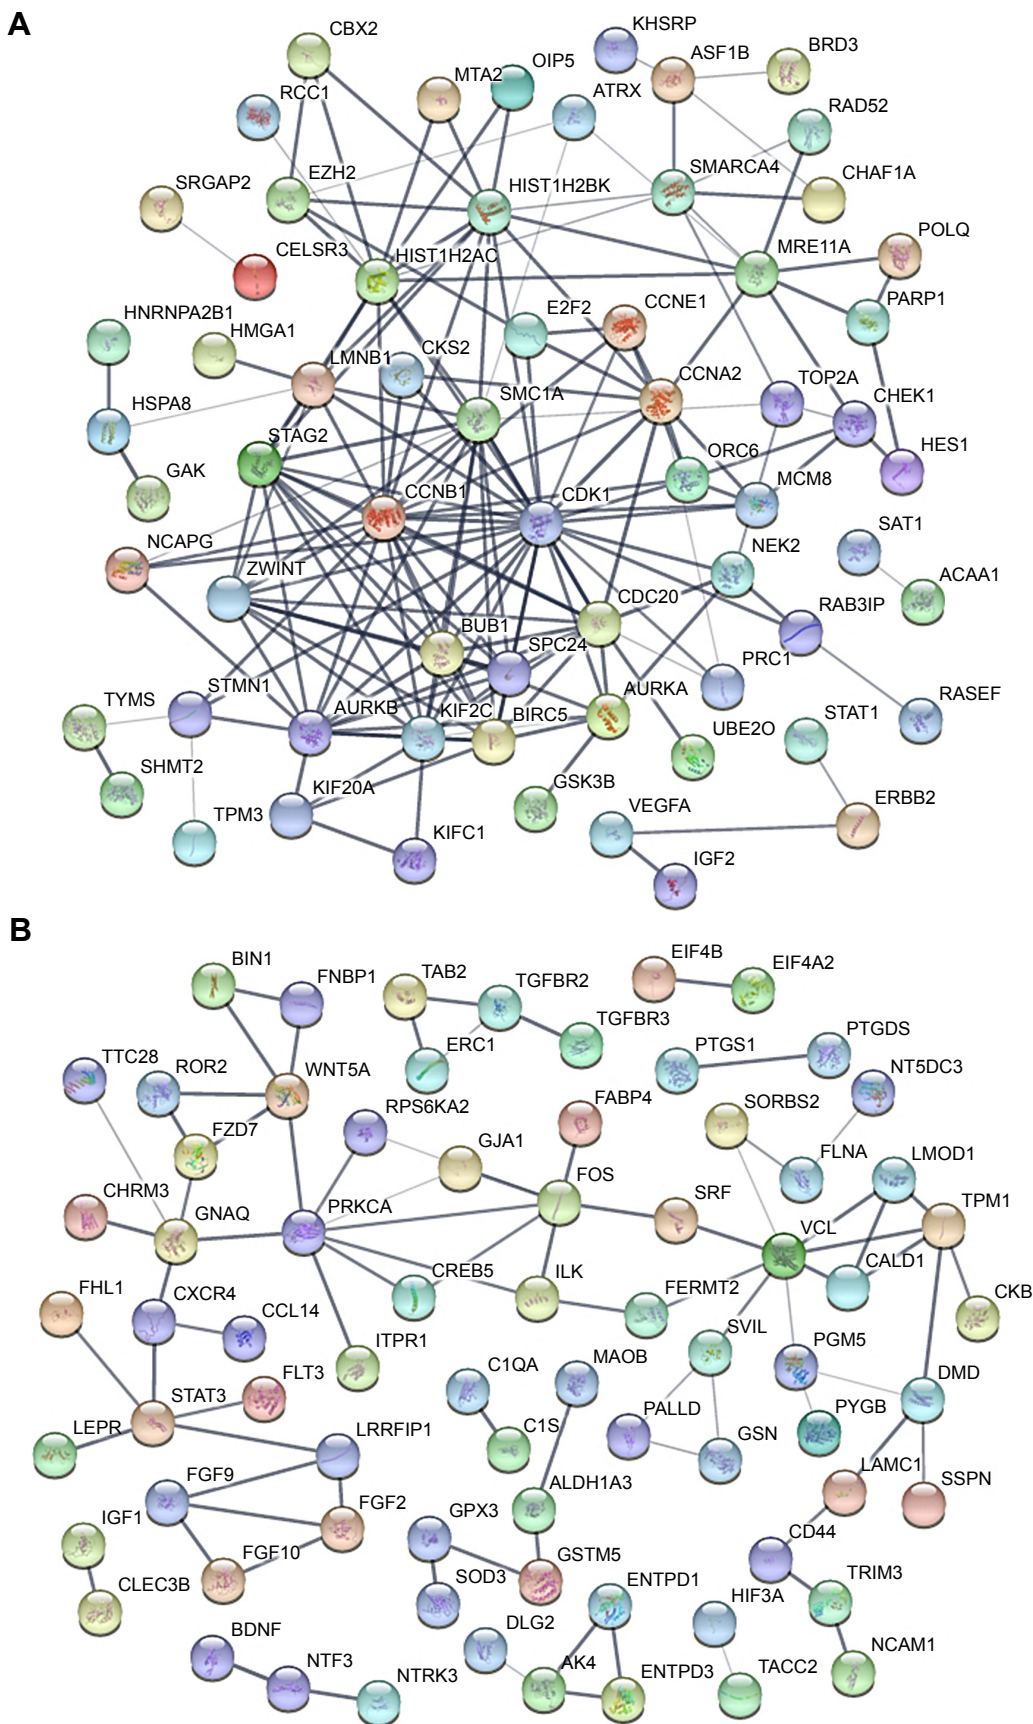 A
CBX2
KHSRP
ASF1B
BRD3
OIP5
MTA2
ATRX
RCC1
RAD52
EZH2
SRGAP2
HIST1H2BK
SMARCA4
CHAF1A
POLQ
CELSR3
HIST1H2AC
MRE11A
PARP1
HNRNPA2B1
HMGA1
E2F2
CCNE1
LMNB1
CKS2
CCNA2
TOP2A
CHEK1
HSPA8
SMC1A
STAG2
HES1
GAK
ORC6
MCM8
CCNB1
CDK1
SAT1
NCAPG
NEK2
ZWINT
ACAA1
CDC20
RAB3IP
BUB1
SPC24
PRC1
STMN1
AURKA
RASEF
TYMS
AURKB
KIF2C
BIRC5
UBE2O
STAT1
SHMT2
KIF20A
GSK3B
VEGFA
ERBB2
TPM3
KIFC1
IGF2
B
BIN1
FNBP1
TAB2
TGFBR2
EIF4B
EIF4A2
TGFBR3
PTGDS
TTC28
ROR2
WNT5A
ERC1
PTGS1
NT5DC3
RPS6KA2
FABP4
SORBS2
FZD7
GJA1
FLNA
LMOD1
CHRM3
FOS
SRF
TPM1
GNAQ
PRKCA
VCL
CREB5
ILK
CALD1
FHL1
CXCR4
CCL14
FERMT2
CKB
ITPR1
SVIL
PGM5
FLT3
C1QA
MAOB
DMD
STAT3
PALLD
PYGB
LEPR
LRRFIP1
C1S
GSN
LAMC1
SSPN
FGF9
ALDH1A3
FGF2
GPX3
IGF1
CD44
FGF10
GSTM5
CLEC3B
SOD3
ENTPD1
HIF3A
TRIM3
BDNF
DLG2
NTF3
AK4
ENTPD3
TACC2
NCAM1
NTRK3